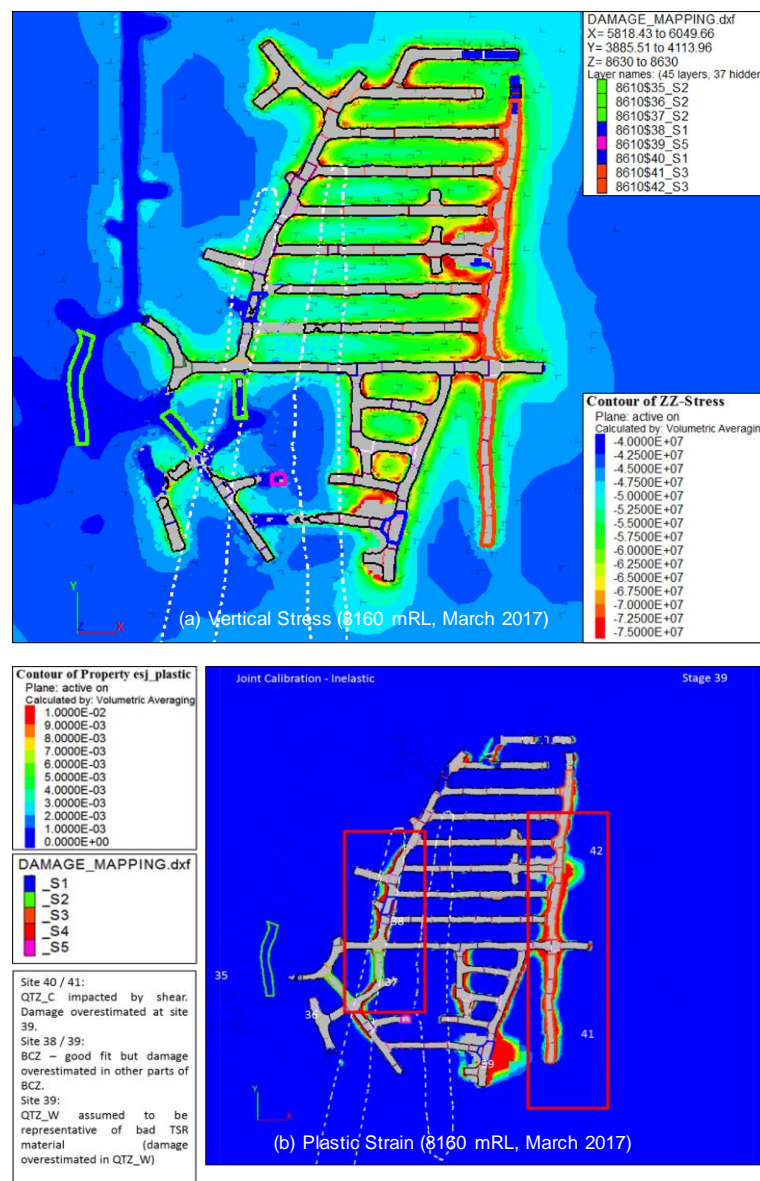 DAMAGE_MAPPING.dxf
X= 5818.43 to 6049.66
Y= 3885.51 to 4113.96
Z= 8630 to 8630
Layer names: (45 layers, 37 hidden
8610$35_S2
8610$36_S2
8610$37_S2
8610$38_S1
8610$39_S5
8610$40_S1
8610$41_S3
8610$42_S3
Contour of ZZ-Stress
Plane: active on
Calculated by: Volumetric Averaging
-4.0000E+07
-4.2500E+07
-4.5000E+07
-4.7500E+07
-5.0000E+07
-5.2500E+07
-5.5000E+07
-5.7500E+07
-6.0000E+07
-6.2500E+07
-6.5000E+07
-6.7500E+07
-7.0000E+07
-7.2500E+07
-7.5000E+07
Y
Z
X
(a) Vertical Stress (8160 mRL, March 2017)
Contour of Property esj_plastic
Plane: active on
Calculated by: Volumetric Averaging
1.0000E-02
9.0000E-03
8.0000E-03
7.0000E-03
6.0000E-03
5.0000E-03
4.0000E-03
3.0000E-03
2.0000E-03
1.0000E-03
0.0000E+00
DAMAGE_MAPPING.dxf
_S1
_S2
_S3
_S4
_S5
Site 40 / 41:
QTZ_C impacted by shear.
Damage overestimated at site
39.
Site 38 / 39:
BCZ – good fit but damage
overestimated in other parts of
BCZ.
Site 39:
QTZ_W assumed to be
representative of bad TSR
material (damage
overestimated in QTZ_W)
Joint Calibration - Inelastic
Stage 39
42
38
35
37
36
41
39
Y
X
(b) Plastic Strain (8160 mRL, March 2017)